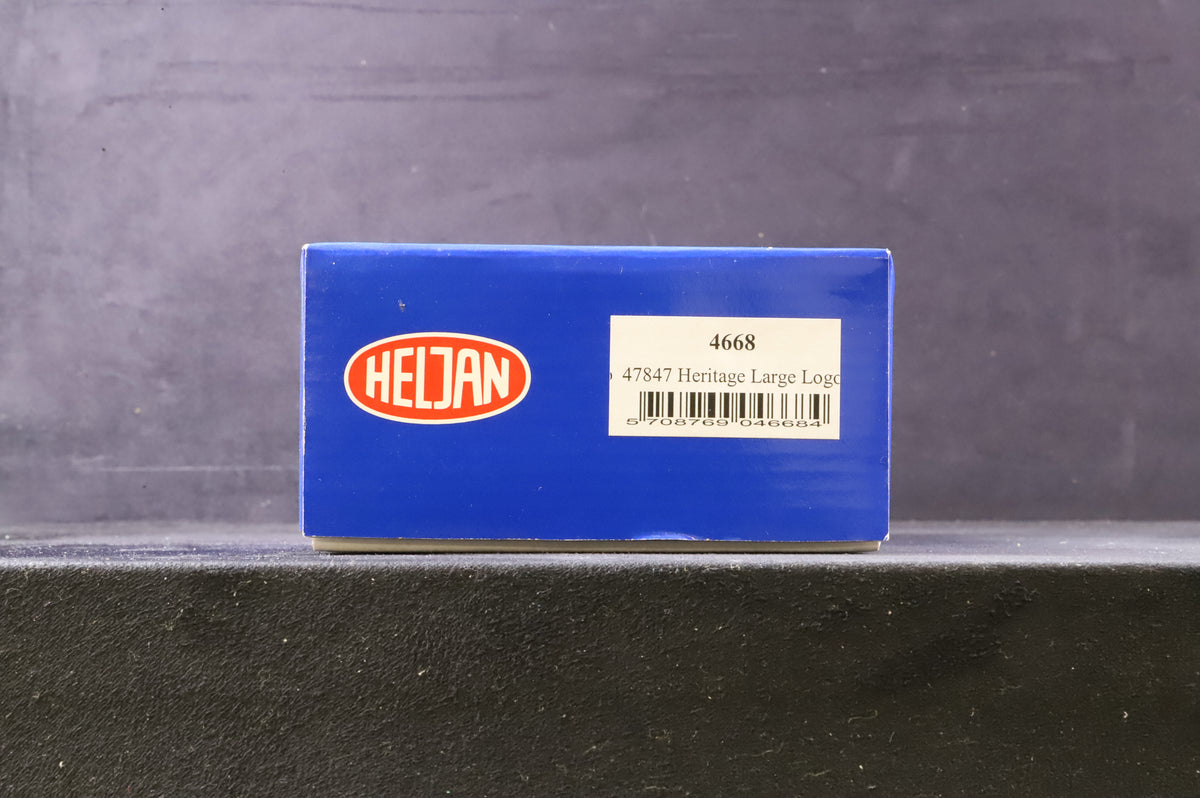 HELJAN
4668
47847 Heritage Large Logo
5 708769 046684